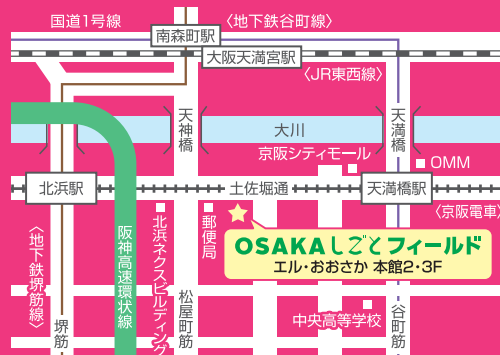 国道1号線
南森町駅
〈地下鉄谷町線〉
大阪天満宮駅
〈JR東西線〉
天神橋
大川
天満橋
京阪シティモール
OMM
北浜駅
土佐堀通
天満橋駅
〈京阪電車〉
〈地下鉄堺筋線〉
阪神高速環状線
北浜ネクスビルディング
郵便局
OSAKAしごとフィールド
エル・おおさか 本館2・3F
松屋町筋
中央高等学校
堺筋
谷町筋